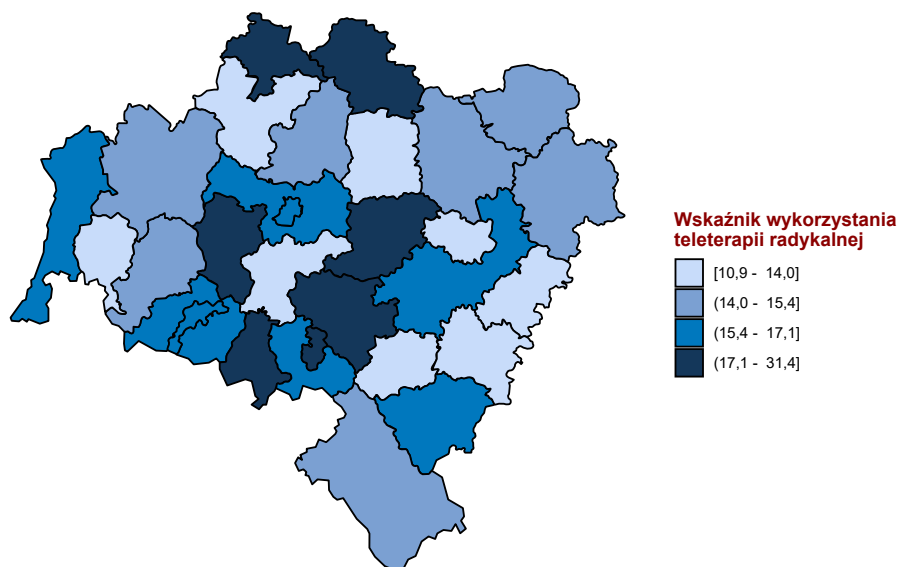 Wskaźnik wykorzystania
teleterapii radykalnej
[10,9 - 14,0]
(14,0 - 15,4]
(15,4 - 17,1]
(17,1 - 31,4]